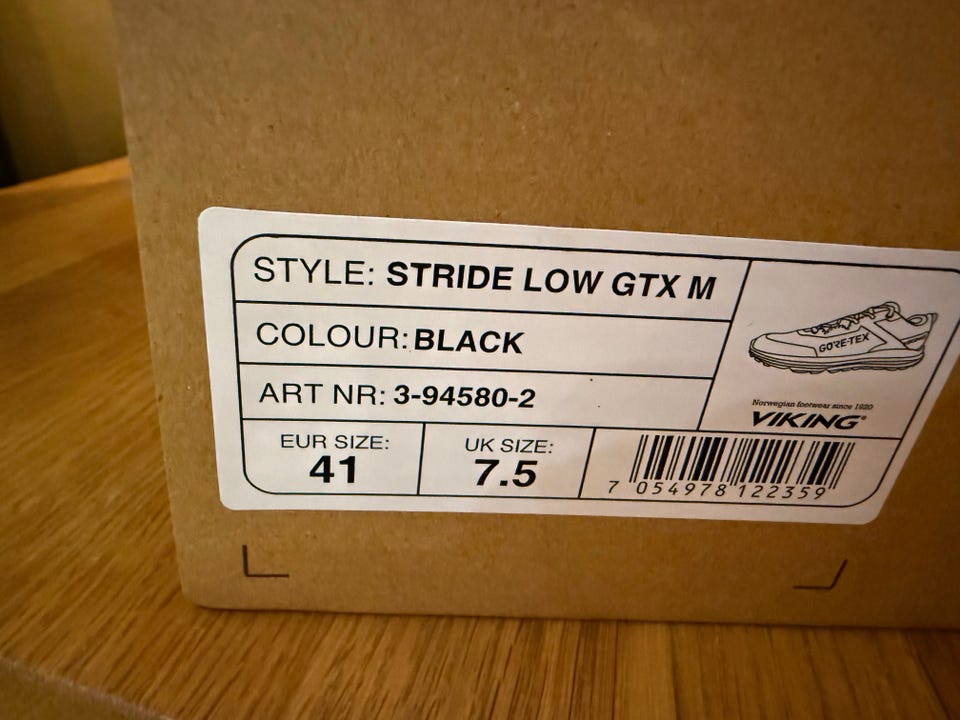 STYLE: STRIDE LOW GTX M
COLOUR: BLACK
ART NR: 3-94580-2
EUR SIZE:
41
UK SIZE:
7.5
GORE-TEX
Norwegian footwear since 1920
VIKING®
7 054978 122359